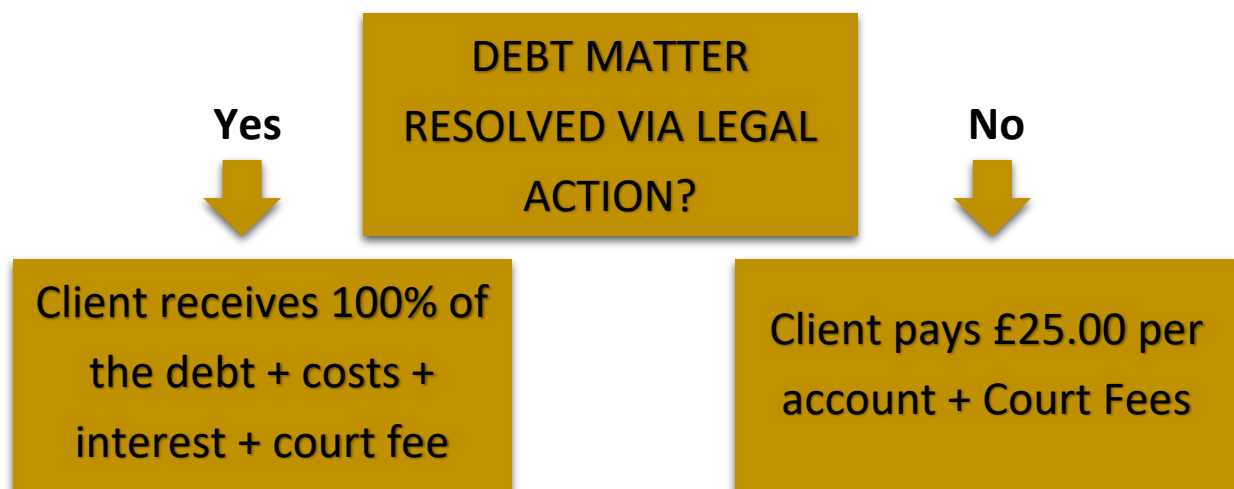 DEBT MATTER
RESOLVED VIA LEGAL
ACTION?
Yes
No
Client receives 100% of
the debt + costs +
interest + court fee
Client pays £25.00 per
account + Court Fees